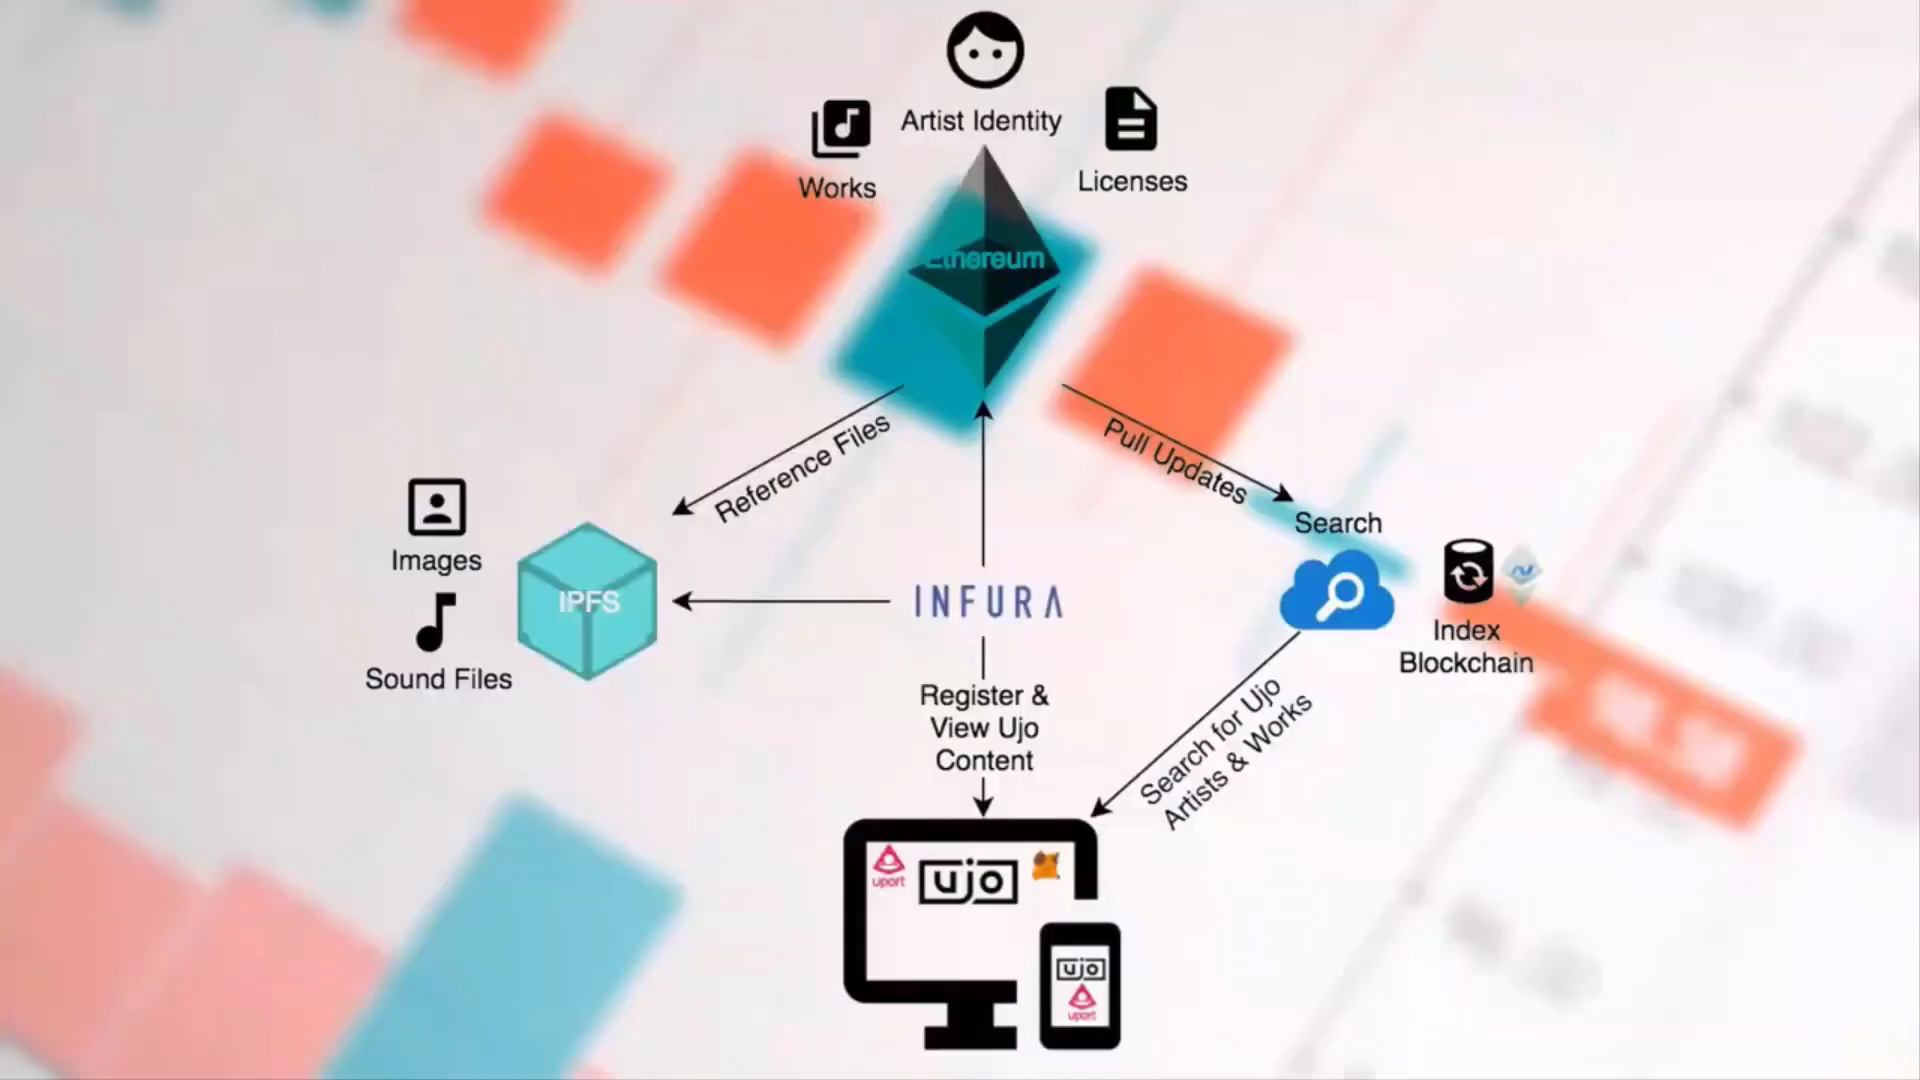 Artist Identity
Works
Licenses
Ethereum
Reference Files
Pull Updates
Search
Images
IPFS
INFURA
Index
Blockchain
Sound Files
Register &
View Ujo
Content
Search for Ujo
Artists & Works
uport
ujo
ujo
uport